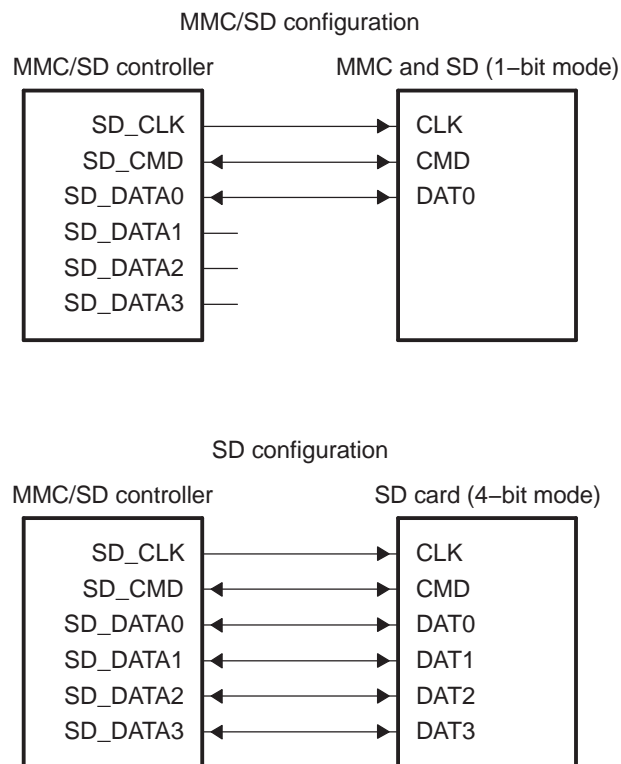 MMC/SD configuration
MMC/SD controller
MMC and SD (1–bit mode)
SD_CLK
CLK
SD_CMD
CMD
SD_DATA0
DAT0
SD_DATA1
SD_DATA2
SD_DATA3
SD configuration
MMC/SD controller
SD card (4–bit mode)
SD_CLK
CLK
SD_CMD
CMD
SD_DATA0
DAT0
SD_DATA1
DAT1
SD_DATA2
DAT2
SD_DATA3
DAT3